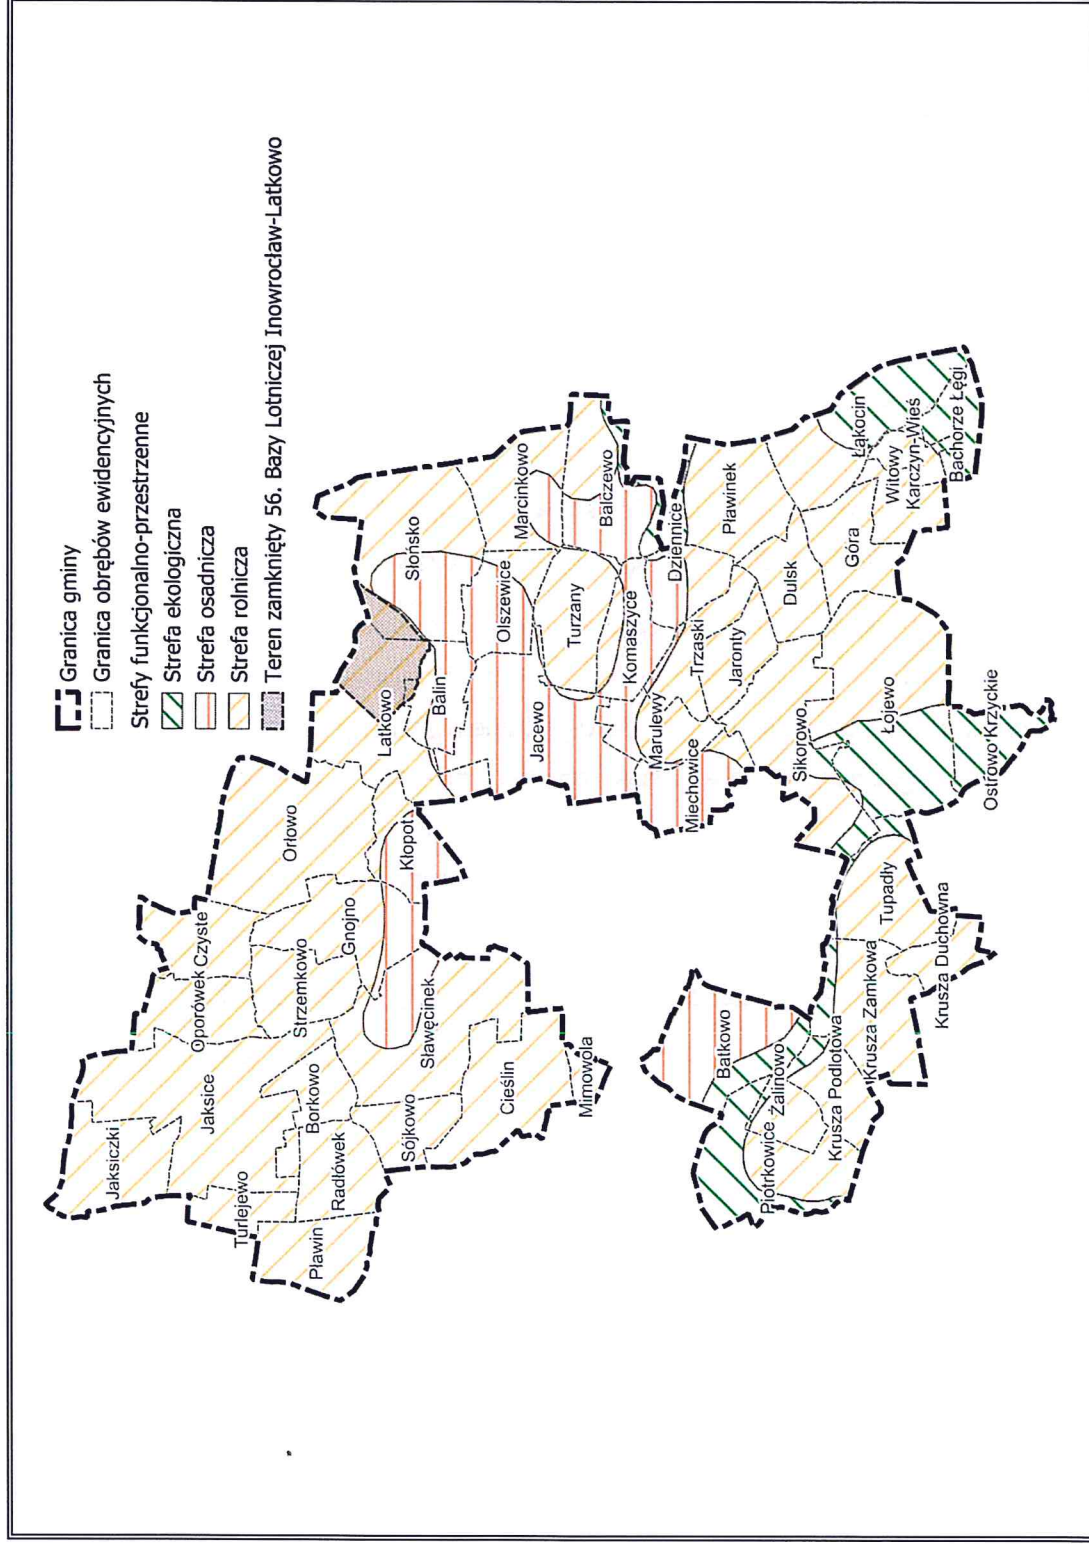 Granica gminy
Granica obrębów ewidencyjnych
Strefy funkcjonalno-przestrzenne
Strefa ekologiczna
Strefa osadnicza
Strefa rolnicza
Teren zamknięty 56. Bazy Lotniczej Inowrocław-Latkowo
Jaksiczki
Jaksice
Oporówek
Czyste
Orłowo
Turlejewo
Borkowo
Strzemkowo
Gnojno
Pławin
Radłówek
Sójkowo
Sławęcinek
Kłopot
Cieślin
Mimowola
Latkowo
Balin
Słońsko
Olszewice
Marcinkowo
Jacewo
Turzany
Balczewo
Komaszyce
Dziennice
Marulewy
Miechowice
Trzaski
Jaronty
Pławinek
Dulsk
Sikorowo
Góra
Łąkocin
Witowy
Karczyn-Wieś
Bachorze Łęgi
Łojewo
Ostrowo Krzyckie
Batkowo
Żalinowo
Piotrkowice
Krusza Podlotowa
Krusza Zamkowa
Tupadły
Krusza Duchowna